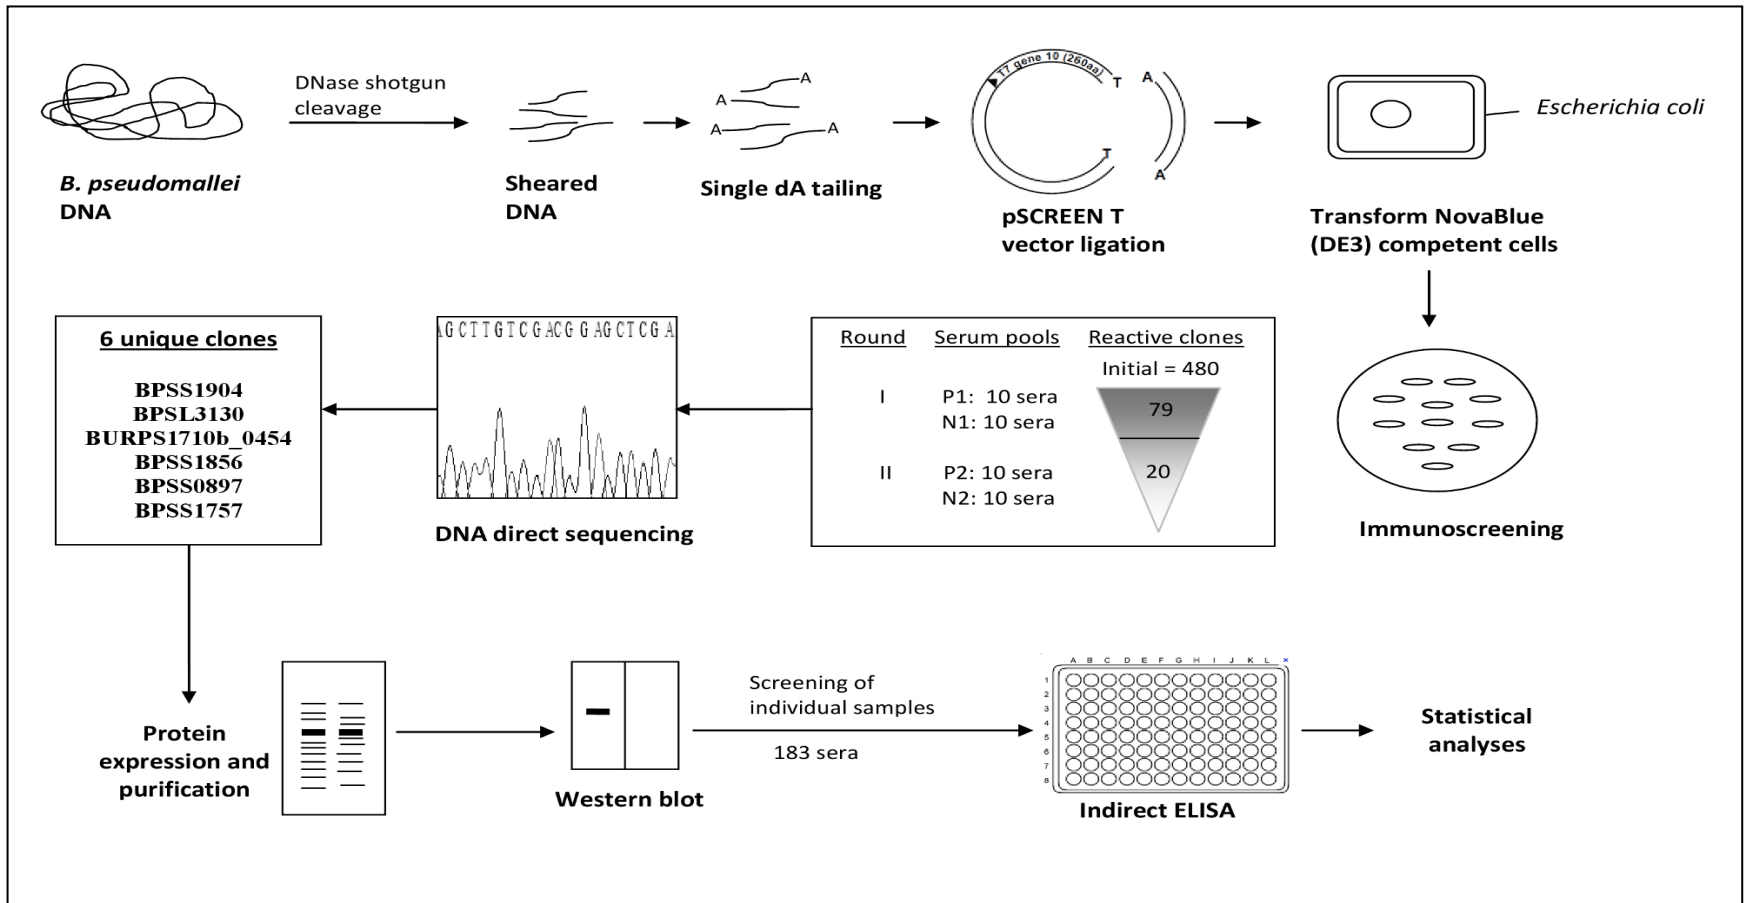 DNase shotgun
cleavage
B. pseudomallei
DNA
Sheared
DNA
A
A
A
A
Single dA tailing
T7 gene 10 (260aa)
T
A
T
A
pSCREEN T
vector ligation
Escherichia coli
Transform NovaBlue
(DE3) competent cells
6 unique clones
BPSS1904
BPSL3130
BURPS1710b_0454
BPSS1856
BPSS0897
BPSS1757
AGCTTGTCGACGGAGCTCGA
DNA direct sequencing
Round Serum pools Reactive clones
Initial = 480
I P1: 10 sera 79
N1: 10 sera
II P2: 10 sera 20
N2: 10 sera
Immunoscreening
Protein
expression and
purification
Western blot
Screening of
individual samples
183 sera
A B C D E F G H I J K L ×
1
2
3
4
5
6
7
8
Indirect ELISA
Statistical
analyses